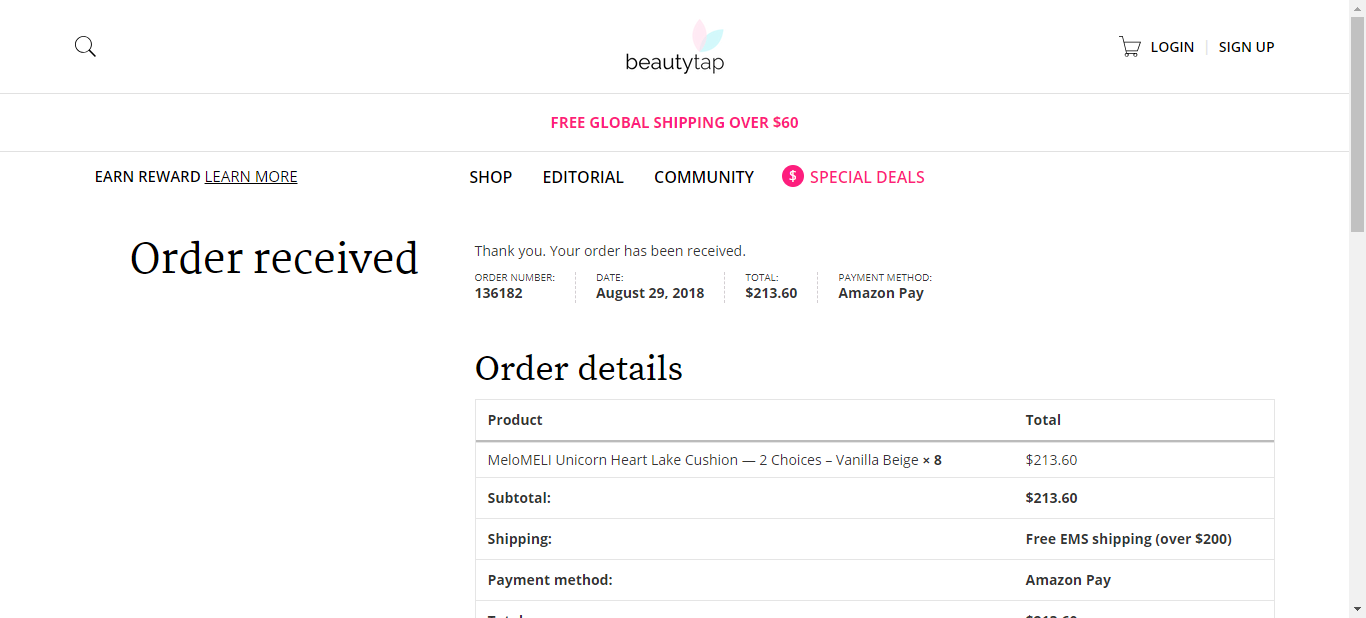 beautytap
LOGIN
SIGN UP
FREE GLOBAL SHIPPING OVER $60
EARN REWARD LEARN MORE
SHOP
EDITORIAL
COMMUNITY
$ SPECIAL DEALS
Order received
Thank you. Your order has been received.
ORDER NUMBER:
136182
DATE:
August 29, 2018
TOTAL:
$213.60
PAYMENT METHOD:
Amazon Pay
Order details
Product Total
MeloMELI Unicorn Heart Lake Cushion — 2 Choices – Vanilla Beige × 8 $213.60
Subtotal: $213.60
Shipping: Free EMS shipping (over $200)
Payment method: Amazon Pay